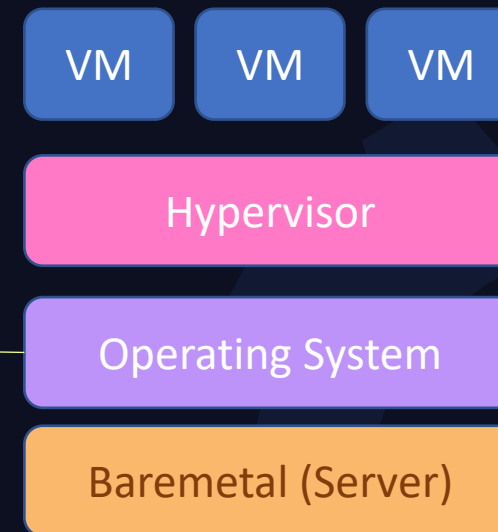 VM VM VM
Hypervisor
Operating System
Baremetal (Server)